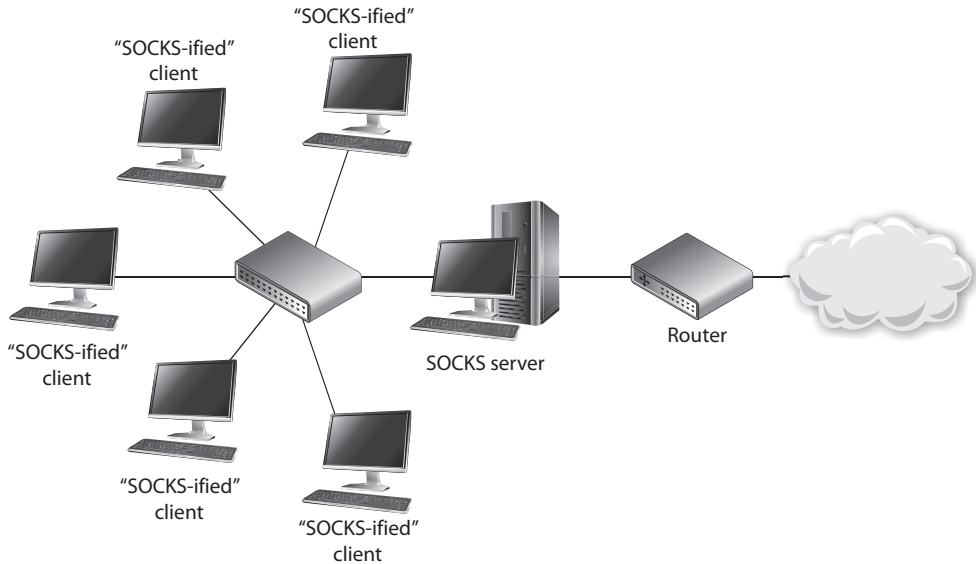 “SOCKS-ified”
client
“SOCKS-ified”
client
“SOCKS-ified”
client
SOCKS server
Router
“SOCKS-ified”
client
“SOCKS-ified”
client